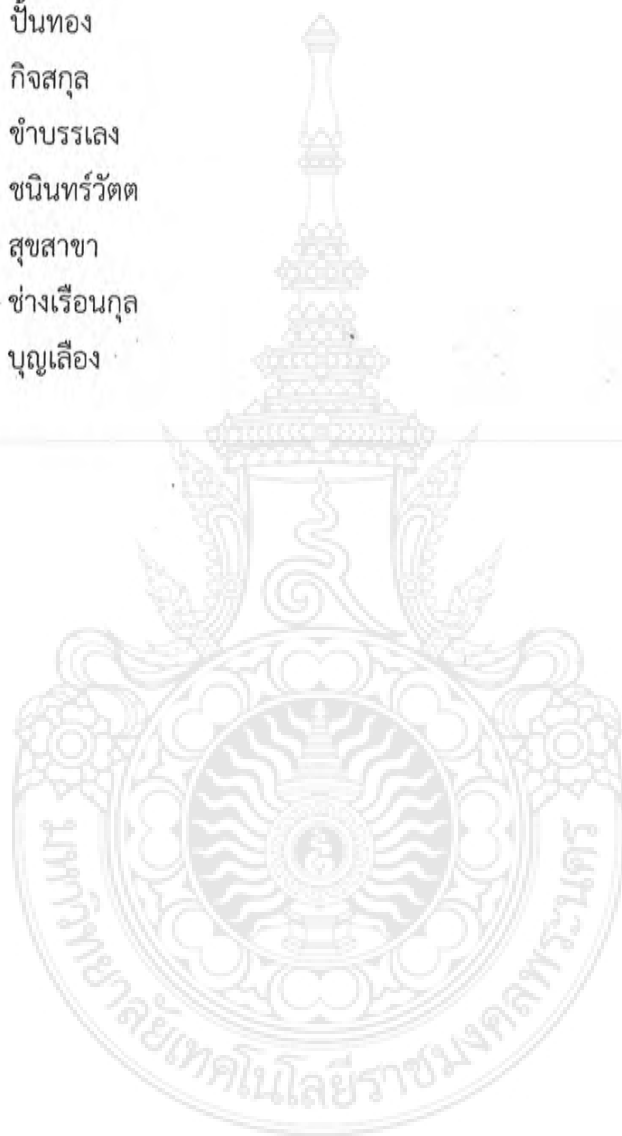 ปั้นทอง
กิจสกุล
ขำบรรเลง
ชนินทร์วัตต
สุขสาขา
ช่างเรือนกุล
บุญเลือง
มหาวิทยาลัยเทคโนโลยีราชมงคลพระนคร